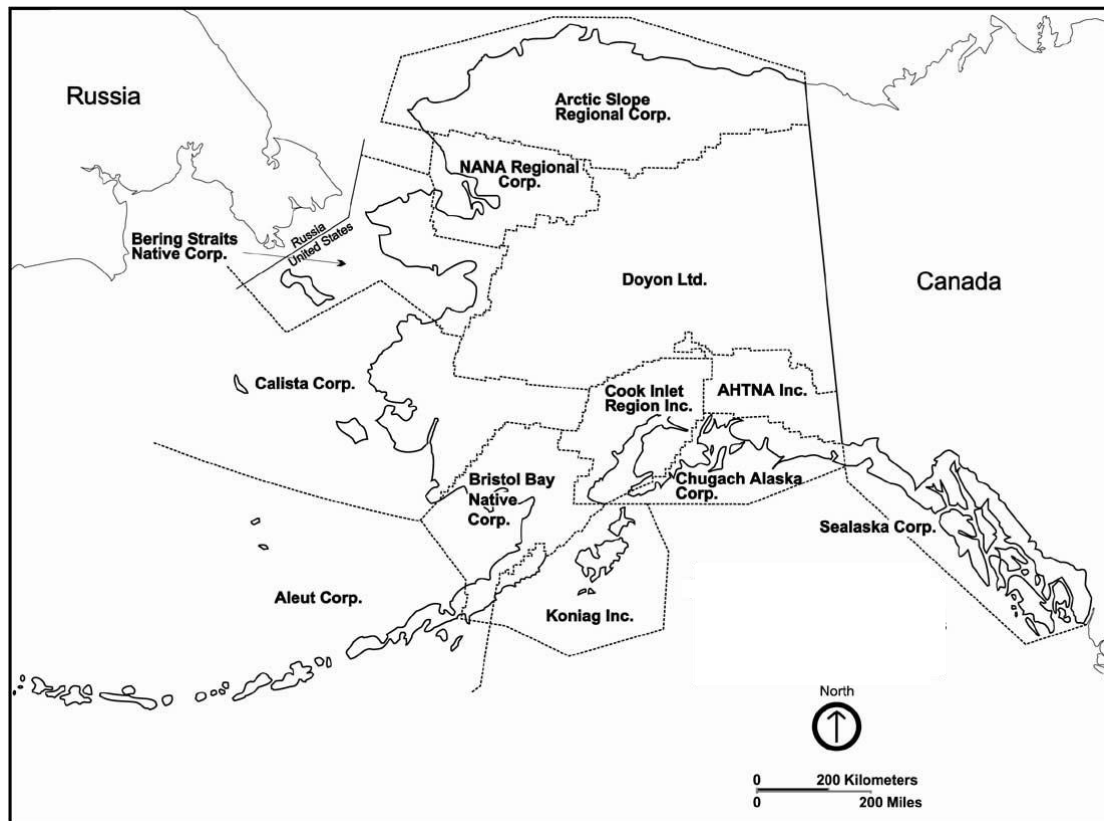 Russia
Arctic Slope
Regional Corp.
NANA Regional
Corp.
Bering Straits
Native Corp.
Russia
United States
Doyon Ltd.
Canada
Calista Corp.
Cook Inlet
Region Inc.
AHTNA Inc.
Bristol Bay
Native
Corp.
Chugach Alaska
Corp.
Sealaska Corp.
Aleut Corp.
Koniag Inc.
North
0 200 Kilometers
0 200 Miles